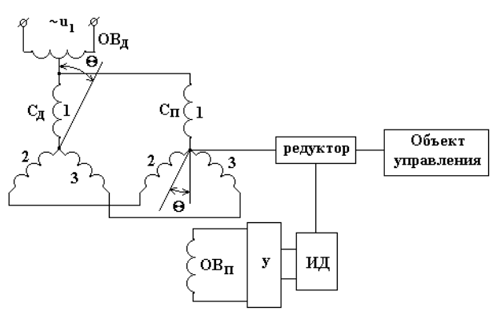 ~u1
ОВД
Θ
СД
1
СП
1
2
3
2
3
Θ
редуктор
Объект
управления
ОВП
У
ИД